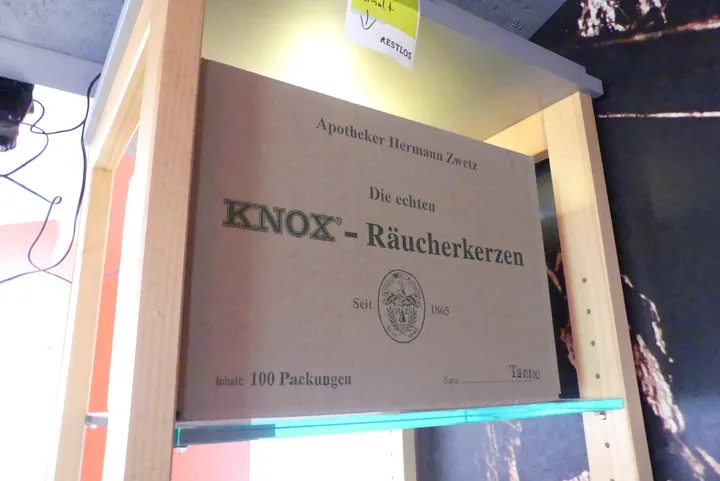 RESTLOS
Apotheker Hermann Zwetz
Die echten
KNOX® - Räucherkerzen
Seit 1865
Inhalt: 100 Packungen
Sorte: Tanne